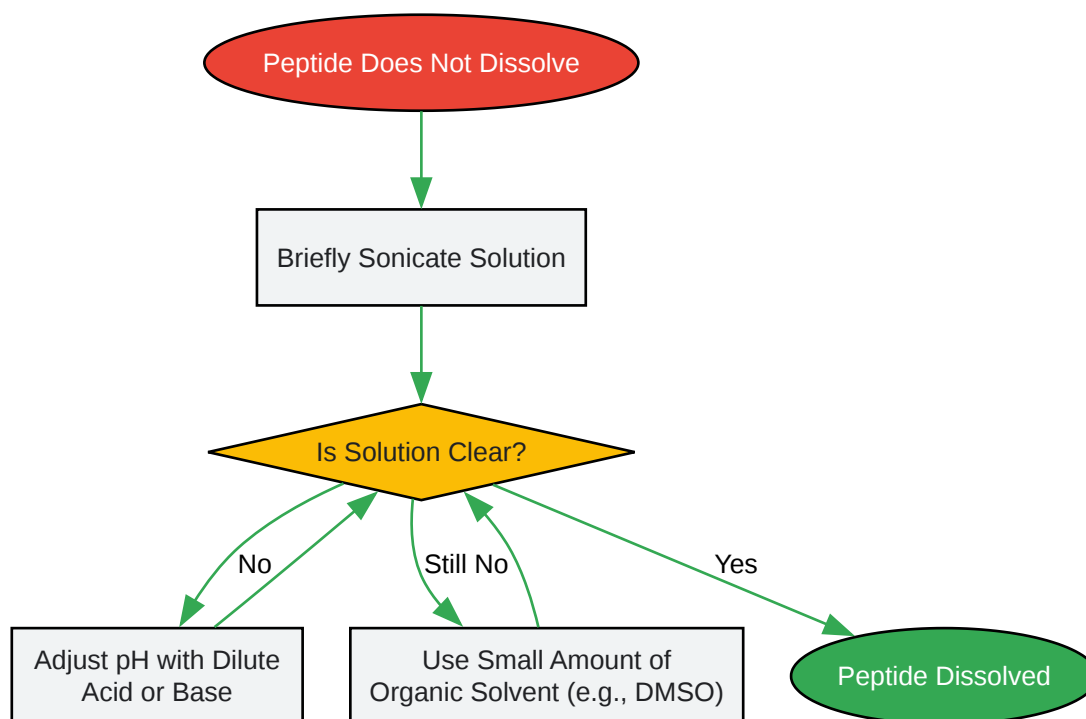 Peptide Does Not Dissolve
Briefly Sonicate Solution
Is Solution Clear?
No
Still No
Yes
Adjust pH with Dilute
Acid or Base
Use Small Amount of
Organic Solvent (e.g., DMSO)
Peptide Dissolved